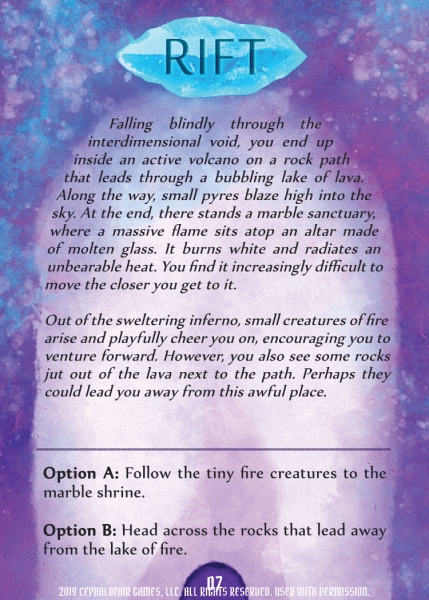 RIFT
Falling blindly through the
interdimensional void, you end up
inside an active volcano on a rock path
that leads through a bubbling lake of lava.
Along the way, small pyres blaze high into the
sky. At the end, there stands a marble sanctuary,
where a massive flame sits atop an altar made
of molten glass. It burns white and radiates an
unbearable heat. You find it increasingly difficult to
move the closer you get to it.
Out of the sweltering inferno, small creatures of fire
arise and playfully cheer you on, encouraging you to
venture forward. However, you also see some rocks
jut out of the lava next to the path. Perhaps they
could lead you away from this awful place.
Option A: Follow the tiny fire creatures to the
marble shrine.
Option B: Head across the rocks that lead away
from the lake of fire.
07
2019 CEPHALOFAIR GAMES, LLC. ALL RIGHTS RESERVED. USED WITH PERMISSION.